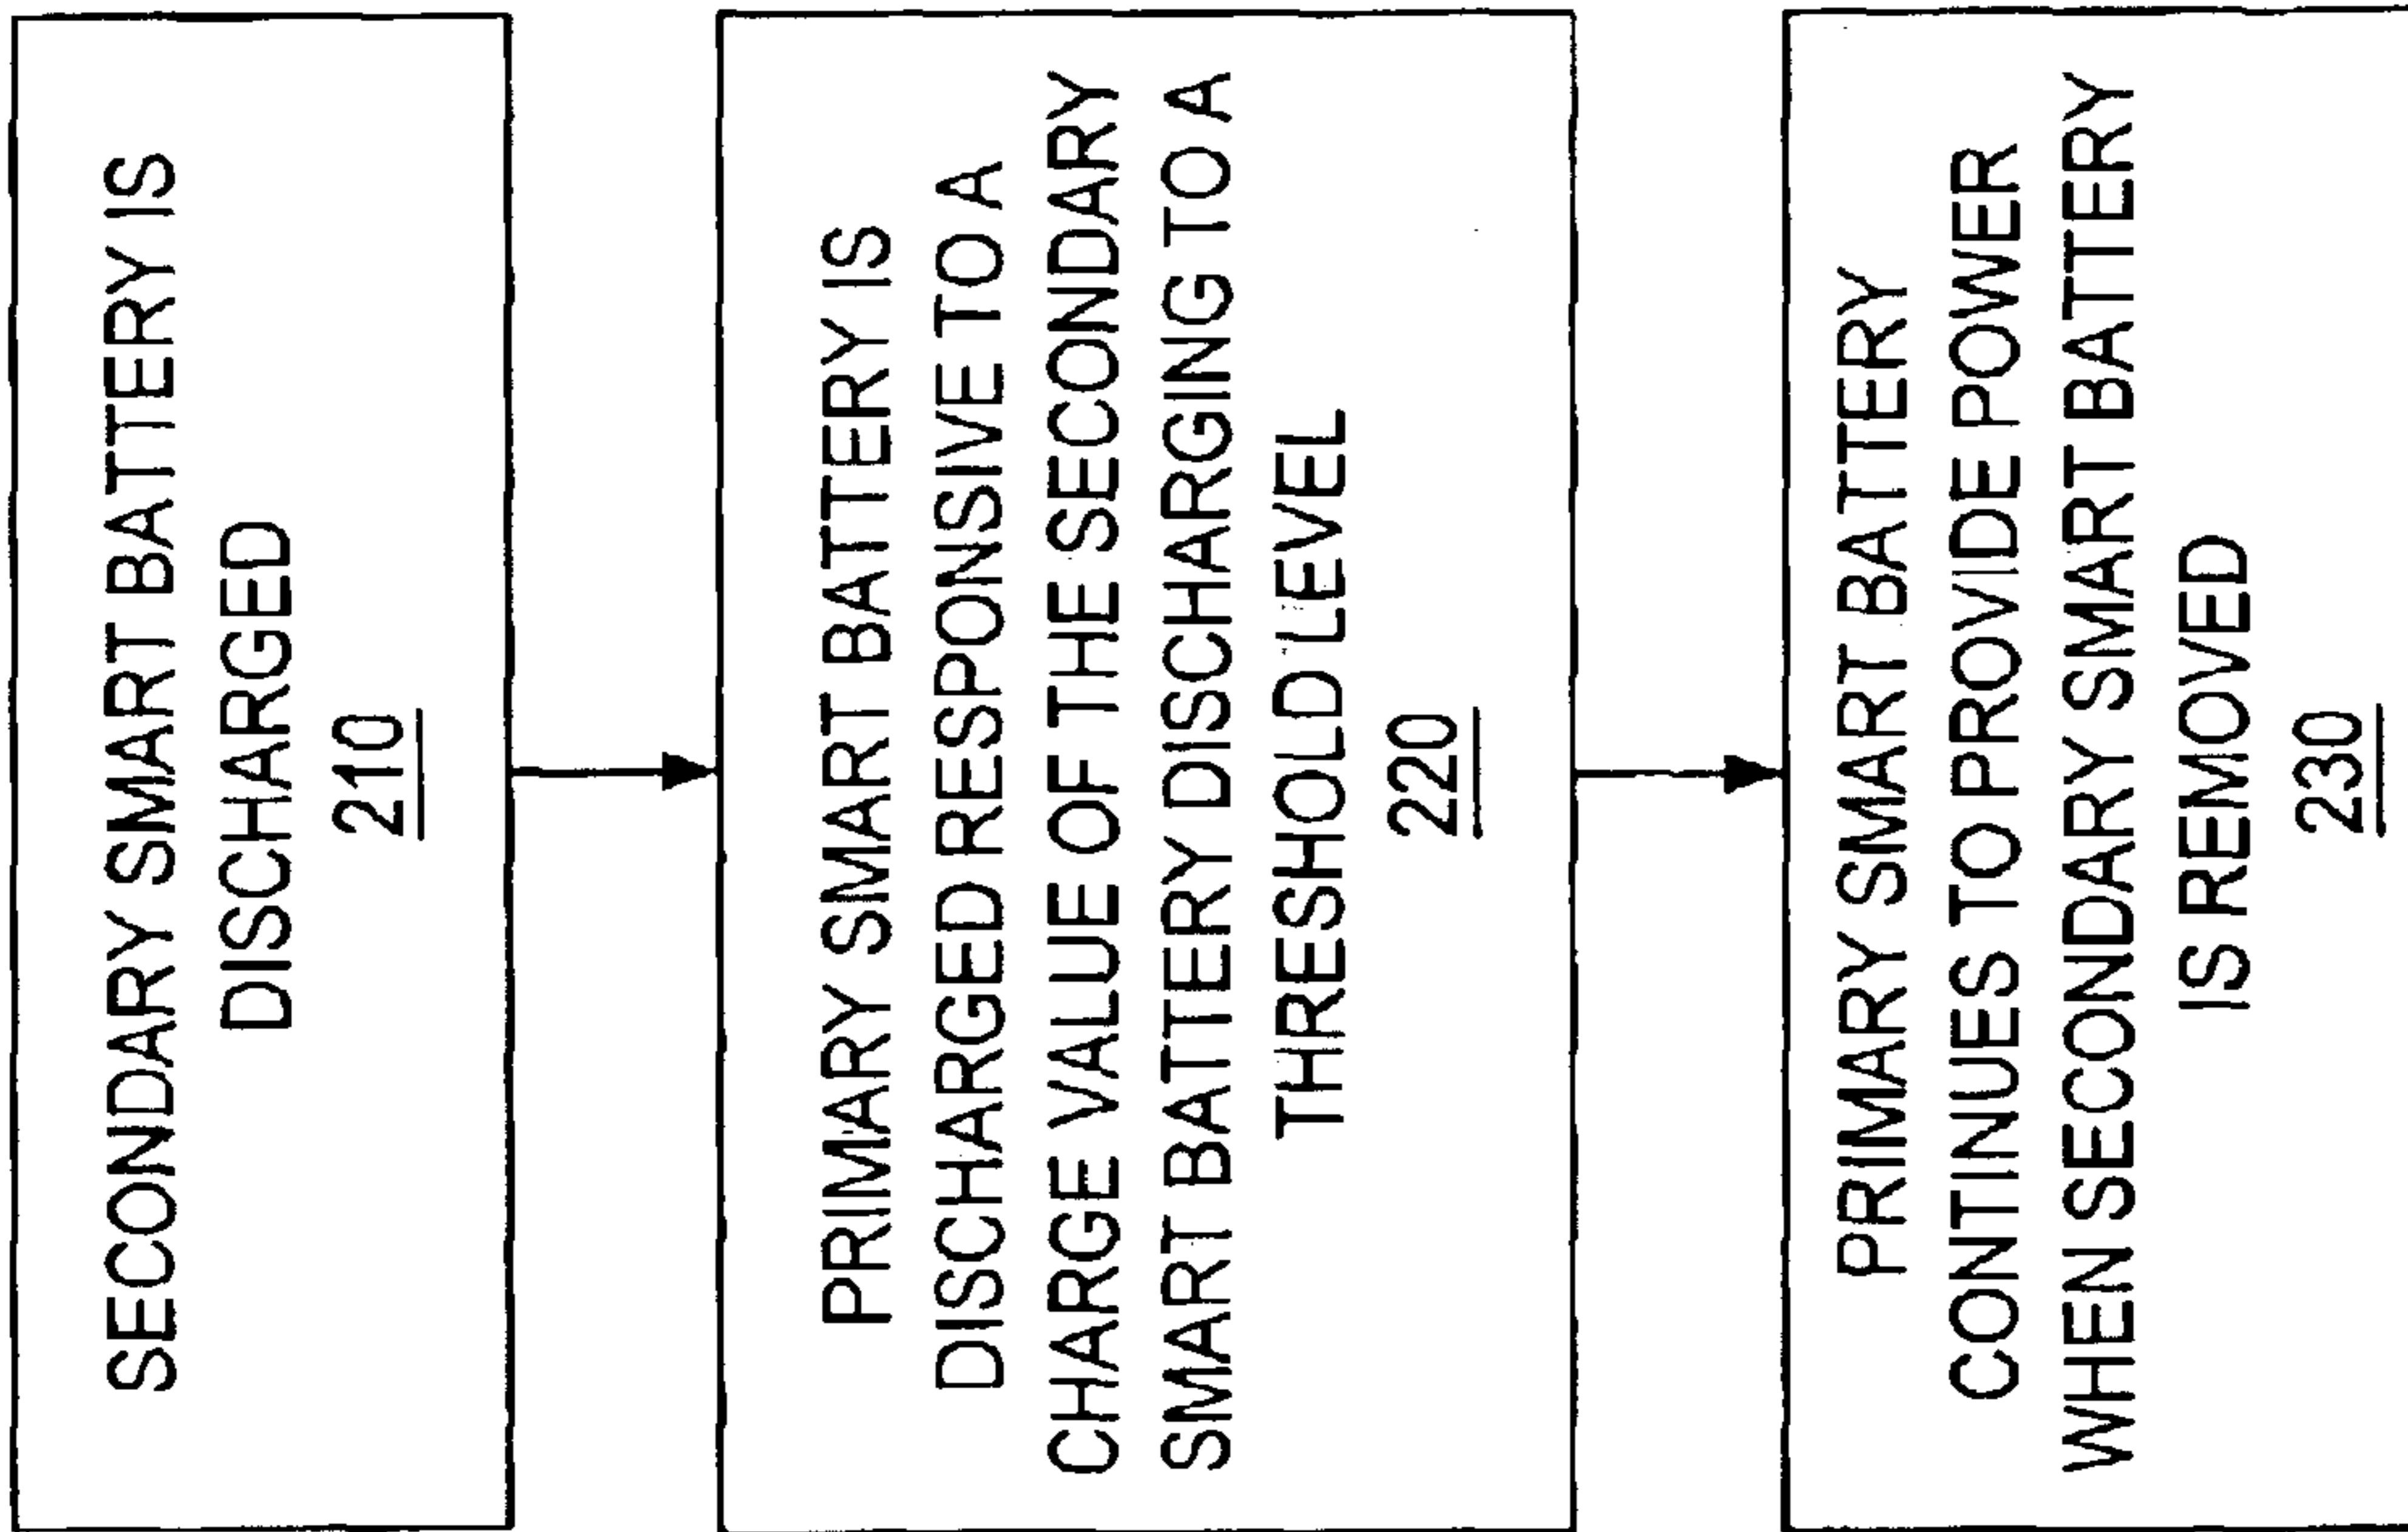 SECONDARY SMART BATTERY IS
DISCHARGED
210
PRIMARY SMART BATTERY IS
DISCHARGED RESPONSIVE TO A
CHARGE VALUE OF THE SECONDARY
SMART BATTERY DISCHARGING TO A
THRESHOLD LEVEL
220
PRIMARY SMART BATTERY
CONTINUES TO PROVIDE POWER
WHEN SECONDARY SMART BATTERY
IS REMOVED
230